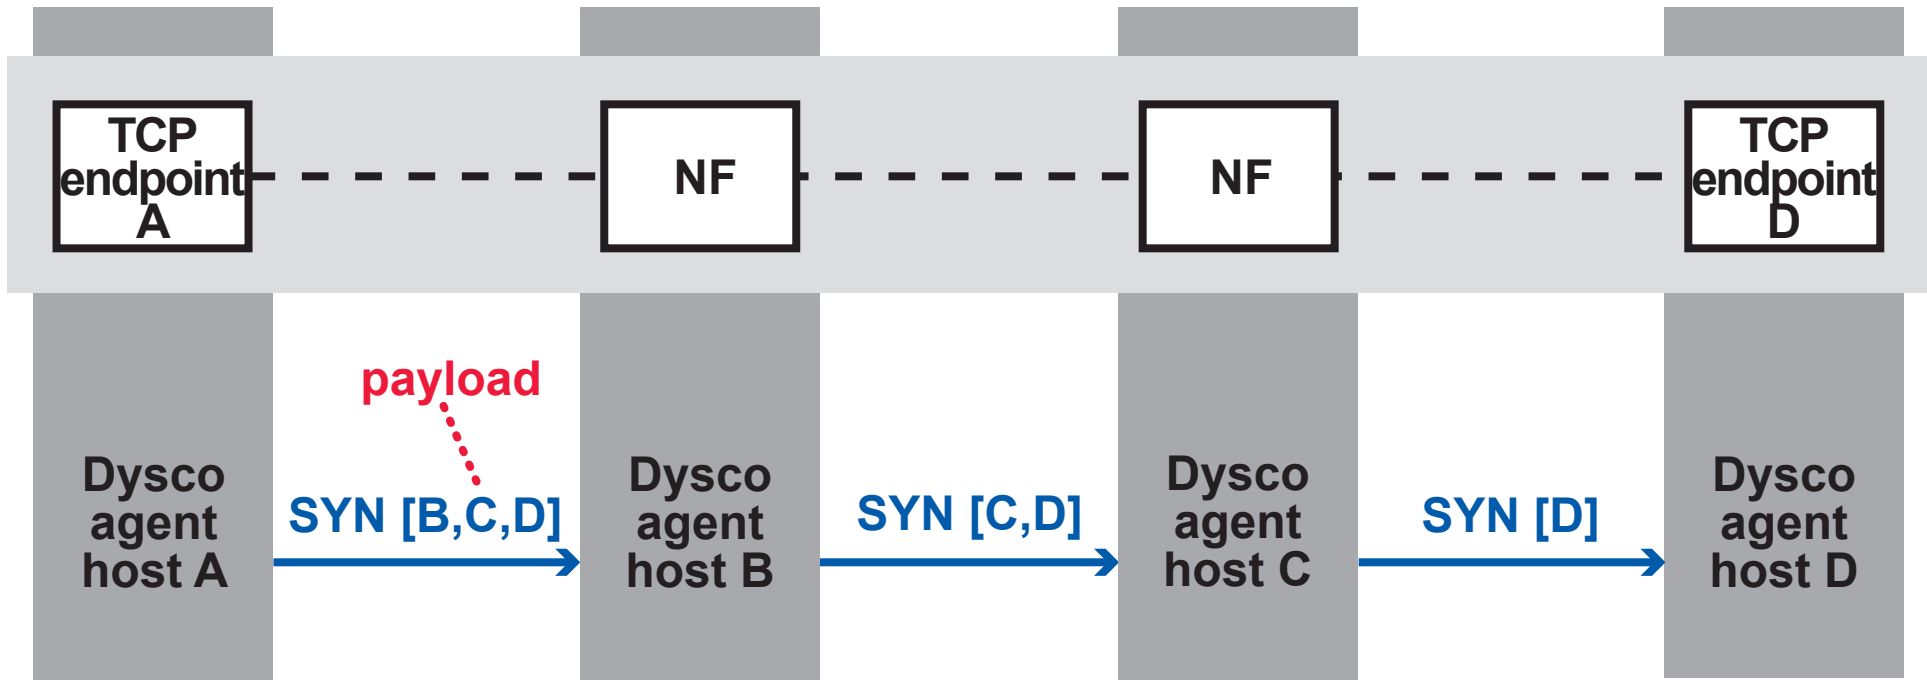 TCP
endpoint
A
NF
NF
TCP
endpoint
D
payload
SYN [B,C,D]
SYN [C,D]
SYN [D]
Dysco
agent
host A
Dysco
agent
host B
Dysco
agent
host C
Dysco
agent
host D